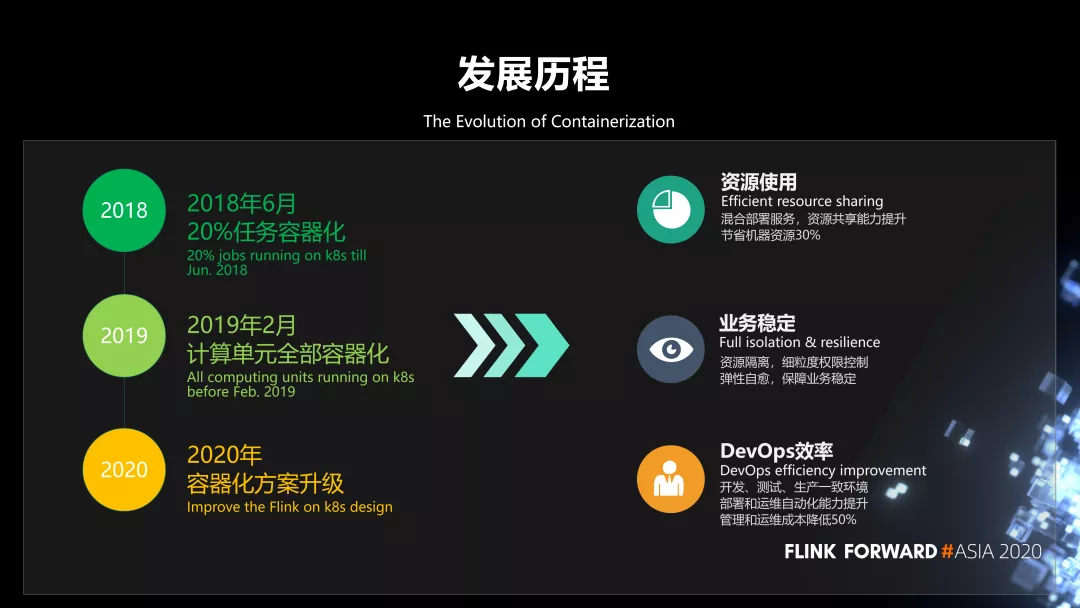 发展历程
The Evolution of Containerization
2018
2018年6月
20%任务容器化
20% jobs running on k8s till
Jun. 2018
2019
2019年2月
计算单元全部容器化
All computing units running on k8s
before Feb. 2019
2020
2020年
容器化方案升级
Improve the Flink on k8s design
资源使用
Efficient resource sharing
混合部署服务，资源共享能力提升
节省机器资源30%
业务稳定
Full isolation & resilience
资源隔离，细粒度权限控制
弹性自愈，保障业务稳定
DevOps效率
DevOps efficiency improvement
开发、测试、生产一致环境
部署和运维自动化能力提升
管理和运维成本降低50%
FLINK FORWARD #ASIA 2020